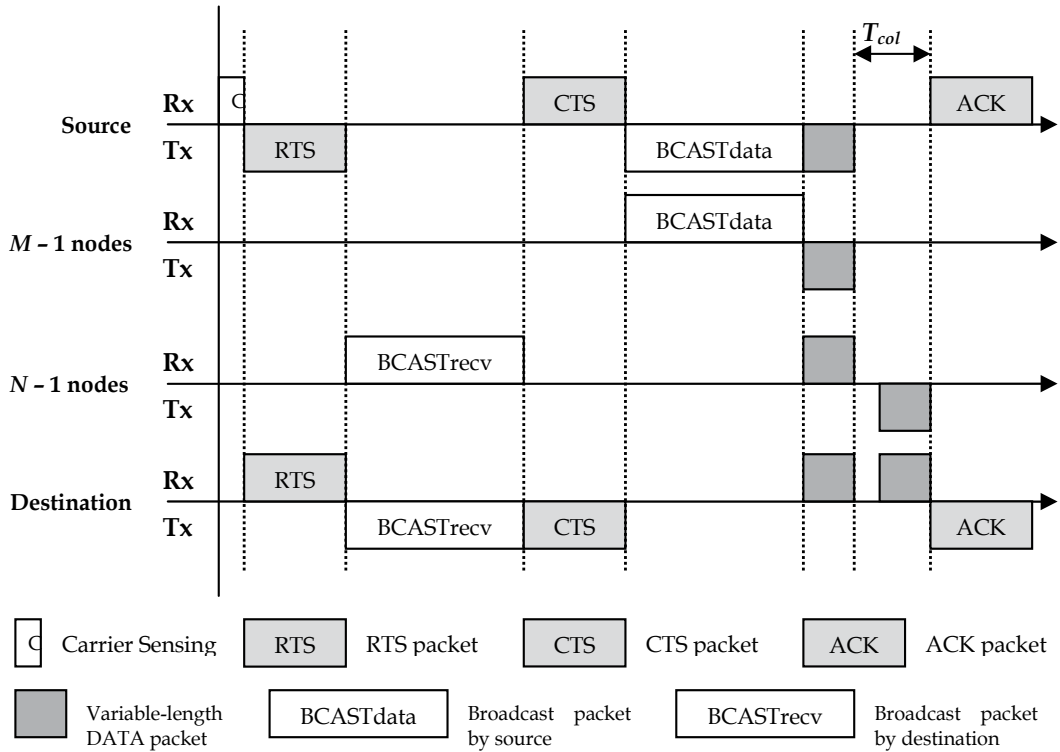 T_col
Rx
C
CTS
ACK
Source
Tx
RTS
BCASTdata
Rx
BCASTdata
M – 1 nodes
Tx
Rx
BCASTrecv
N – 1 nodes
Tx
Rx
RTS
Destination
Tx
BCASTrecv
CTS
ACK
C
Carrier Sensing
RTS
RTS packet
CTS
CTS packet
ACK
ACK packet
Variable-length
DATA packet
BCASTdata
Broadcast packet
by source
BCASTrecv
Broadcast packet
by destination